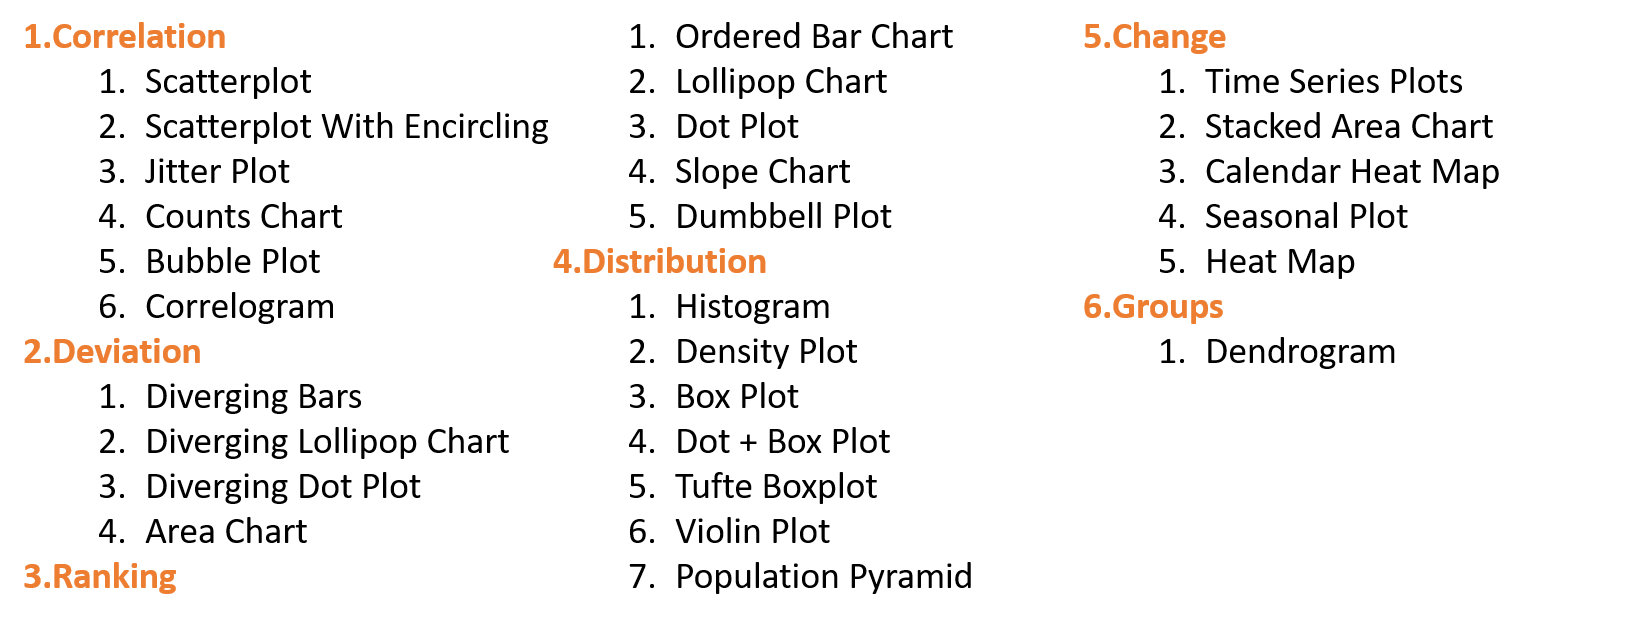 1.Correlation
1. Scatterplot
2. Scatterplot With Encircling
3. Jitter Plot
4. Counts Chart
5. Bubble Plot
6. Correlogram
2.Deviation
1. Diverging Bars
2. Diverging Lollipop Chart
3. Diverging Dot Plot
4. Area Chart
3.Ranking
1. Ordered Bar Chart
2. Lollipop Chart
3. Dot Plot
4. Slope Chart
5. Dumbbell Plot
4.Distribution
1. Histogram
2. Density Plot
3. Box Plot
4. Dot + Box Plot
5. Tufte Boxplot
6. Violin Plot
7. Population Pyramid
5.Change
1. Time Series Plots
2. Stacked Area Chart
3. Calendar Heat Map
4. Seasonal Plot
5. Heat Map
6.Groups
1. Dendrogram